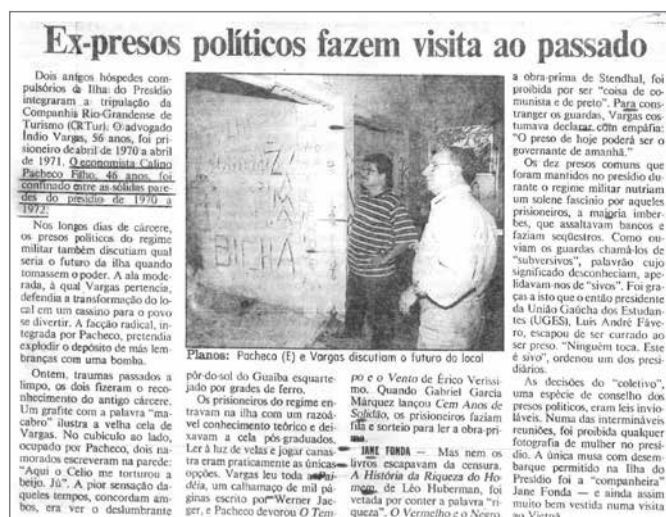 Ex-presos políticos fazem visita ao passado
Dois antigos hóspedes com-
pulsórios da Ilha do Presídio
integraram a tripulação da
Companhia Rio-Grandense de
Turismo (CRTur). O advogado
Índio Vargas, 56 anos, foi pri-
sioneiro de abril de 1970 a abril
de 1971. O economista Calino
Pacheco Filho, 46 anos, foi
confinado entre as sólidas pare-
des do presídio de 1970 a
1972.
Nos longos dias de cárcere,
os presos políticos do regime
militar também discutiam qual
seria o futuro da ilha quando
tomassem o poder. A ala mode-
rada, à qual Vargas pertencia,
defendia a transformação do lo-
cal em um cassino para o povo
se divertir. A facção radical, in-
tegrada por Pacheco, pretendia
explodir o depósito de más lem-
branças com uma bomba.
Ontem, traumas passados a
limpo, os dois fizeram o reco-
nhecimento do antigo cárcere.
Um grafite com a palavra "ma-
cabro" ilustra a velha cela de
Vargas. No cubículo ao lado,
ocupado por Pacheco, dois na-
morados escreveram na parede:
"Aqui o Celio me torturou a
beijo. Jú". A pior sensação da-
queles tempos, concordam am-
bos, era ver o deslumbrante
BICHA
Planos: Pacheco (E) e Vargas discutiam o futuro do local
pôr-do-sol do Guaíba esquarte-
jado por grades de ferro.
Os prisioneiros do regime en-
travam na ilha com um razoá-
vel conhecimento teórico e dei-
xavam a cela pós-graduados.
Ler à luz de velas e jogar canas-
tra eram praticamente as únicas
opções. Vargas leu toda a Pai-
déia, um calhamaço de mil pá-
ginas escrito por Werner Jae-
ger, e Pacheco devorou O Tem-
po e o Vento de Érico Veríssi-
mo. Quando Gabriel García
Márquez lançou Cem Anos de
Solidão, os prisioneiros faziam
fila e sorteio para ler a obra-pri-
ma.
JANE FONDA — Mas nem os
livros escapavam da censura.
A História da Riqueza do Ho-
mem, de Léo Huberman, foi
vetada por conter a palavra "ri-
queza". O Vermelho e o Negro,
a obra-prima de Stendhal, foi
proibida por ser "coisa de co-
munista e de preto". Para cons-
tranger os guardas, Vargas cos-
tumava declarar com empáfia:
"O preso de hoje poderá ser o
governante de amanhã."
Os dez presos comuns que
foram mantidos no presídio du-
rante o regime militar nutriam
um solene fascínio por aqueles
prisioneiros, a maioria imber-
bes, que assaltavam bancos e
faziam seqüestros. Como ou-
viam os guardas chamá-los de
"subversivos", palavrão cujo
significado desconheciam, ape-
lidavam-nos de "sivos". Foi gra-
ças a isto que o então presidente
da União Gaúcha dos Estudan-
tes (UGES), Luis André Fáve-
ro, escapou de ser currado ao
ser preso. "Ninguém toca. Este
é sivo", ordenou um dos presi-
diários.
As decisões do "coletivo",
uma espécie de conselho dos
presos políticos, eram leis invio-
láveis. Numa das intermináveis
reuniões, foi proibida qualquer
fotografia de mulher no presí-
dio. A única musa com desem-
barque permitido na Ilha do
Presídio foi a "companheira"
Jane Fonda — e ainda assim
muito bem vestida numa visita
ao Vietnã.